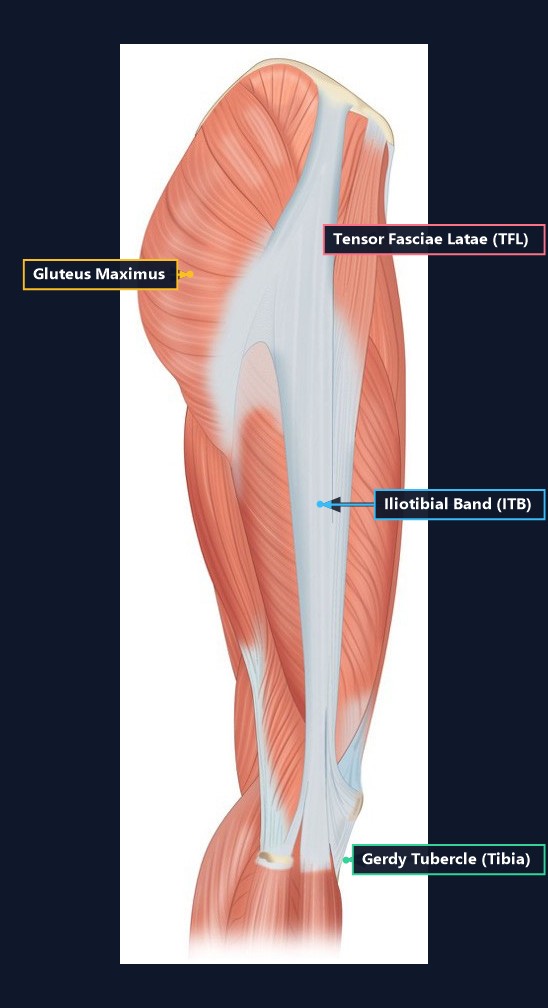 Tensor Fasciae Latae (TFL)
Gluteus Maximus
Iliotibial Band (ITB)
Gerdy Tubercle (Tibia)